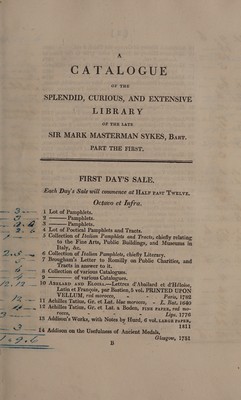 A
CATALOGUE
OF THE
SPLENDID, CURIOUS, AND EXTENSIVE
LIBRARY
OF THE LATE
SIR MARK MASTERMAN SYKES, BART.
PART THE FIRST.
FIRST DAY'S SALE.
Each Day's Sale will commence at HALF PAST TWELVE.
Octavo et Infra.
1 Lot of Pamphlets.
2 ——— Pamphlets.
3 ——— Pamphlets.
4 Lot of Poetical Pamphlets and Tracts.
5 Collection of Italian Pamphlets and Tracts, chiefly relating
to the Fine Arts, Public Buildings, and Museums in
Italy, &c.
6 Collection of Italian Pamphlets, chiefly Literary.
7 Brougham's Letter to Romilly on Public Charities, and
Tracts in answer to it.
8 Collection of various Catalogues.
9 ——— of various Catalogues.
10 ABELARD AND ELOISA.—Lettres d'Abailard et d'Héloise,
Latin et François, par Bastien, 2 vol. PRINTED UPON
VELLUM, red morocco, - - Paris, 1782
11 Achilles Tatius, Gr. et Lat. blue morocco, - L. Bat. 1640
12 Achilles Tatius, Gr. et Lat. a Boden, FINE PAPER, red mo-
rocco, Lips. 1776
13 Addison's Works, with Notes by Hurd, 6 vol. LARGE PAPER,
1811
14 Addison on the Usefulness of Ancient Medals,
Glasgow, 1751
B